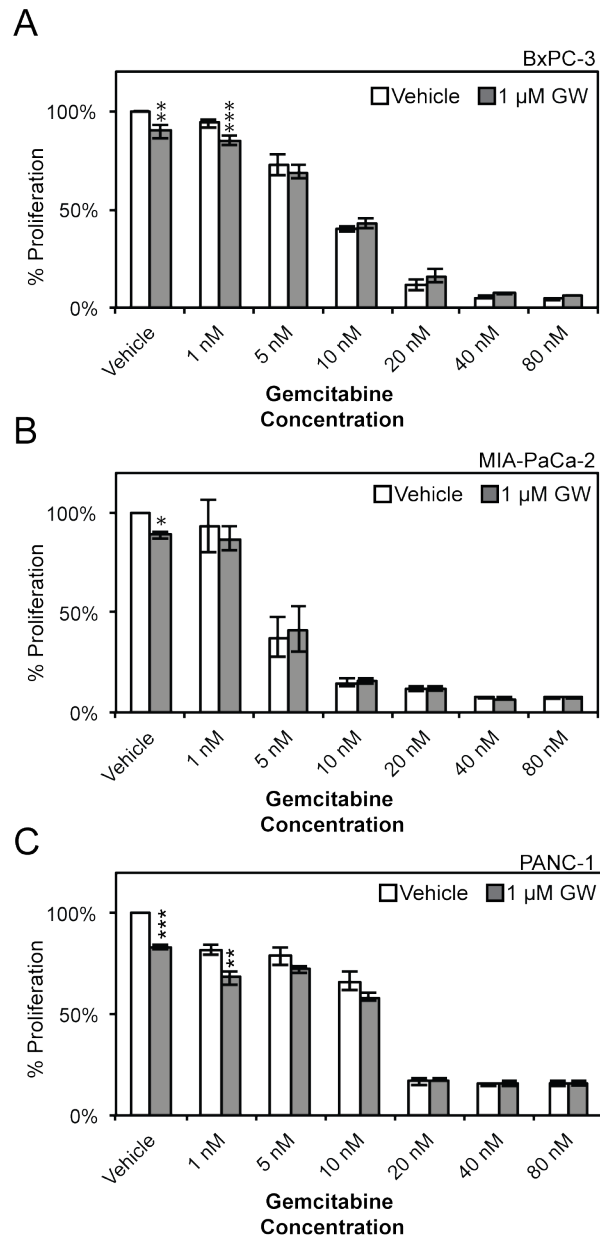 A
BxPC-3
Vehicle 1 µM GW
100%
50%
0%
% Proliferation
** ***
Vehicle 1 nM 5 nM 10 nM 20 nM 40 nM 80 nM
Gemcitabine
Concentration
B
MIA-PaCa-2
Vehicle 1 µM GW
100%
50%
0%
% Proliferation
*
Vehicle 1 nM 5 nM 10 nM 20 nM 40 nM 80 nM
Gemcitabine
Concentration
C
PANC-1
Vehicle 1 µM GW
100%
50%
0%
% Proliferation
*** **
Vehicle 1 nM 5 nM 10 nM 20 nM 40 nM 80 nM
Gemcitabine
Concentration